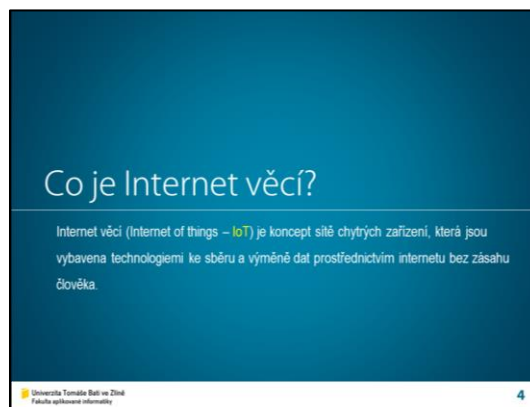 Co je Internet věcí?
Internet věcí (Internet of things – IoT) je koncept sítě chytrých zařízení, která jsou
vybavena technologiemi ke sběru a výměně dat prostřednictvím internetu bez zásahu
člověka.
Univerzita Tomáše Bati ve Zlíně
Fakulta aplikované informatiky
4